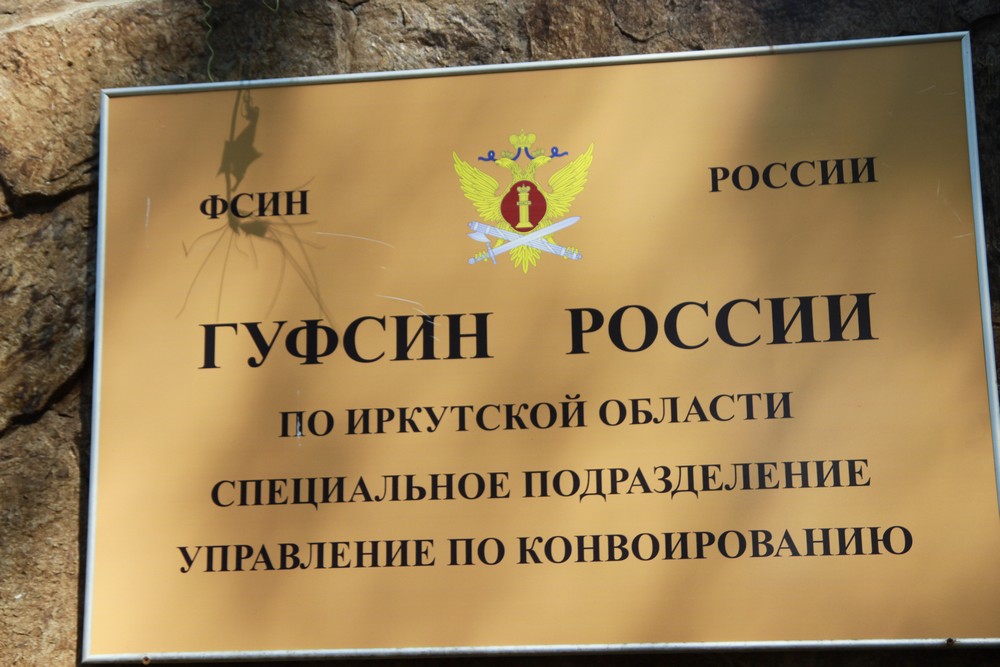 ФСИН РОССИИ
ГУФСИН РОССИИ
ПО ИРКУТСКОЙ ОБЛАСТИ
СПЕЦИАЛЬНОЕ ПОДРАЗДЕЛЕНИЕ
УПРАВЛЕНИЕ ПО КОНВОИРОВАНИЮ